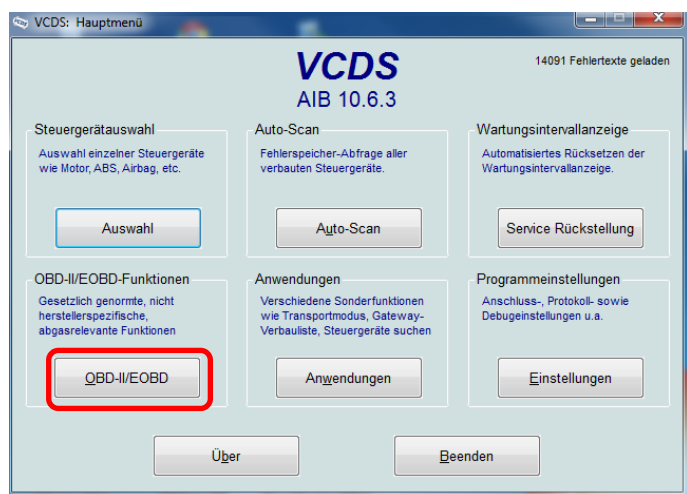 VCDS: Hauptmenü
VCDS
AIB 10.6.3
14091 Fehlertexte geladen
Steuergerätauswahl
Auswahl einzelner Steuergeräte
wie Motor, ABS, Airbag, etc.
Auswahl
Auto-Scan
Fehlerspeicher-Abfrage aller
verbauten Steuergeräte.
Auto-Scan
Wartungsintervallanzeige
Automatisiertes Rücksetzen der
Wartungsintervallanzeige.
Service Rückstellung
OBD-II/EOBD-Funktionen
Gesetzlich genormte, nicht
herstellerspezifische,
abgasrelevante Funktionen
OBD-II/EOBD
Anwendungen
Verschiedene Sonderfunktionen
wie Transportmodus, Gateway-
Verbauliste, Steuergeräte suchen
Anwendungen
Programmeinstellungen
Anschluss-, Protokoll- sowie
Debugeinstellungen u.a.
Einstellungen
Über
Beenden